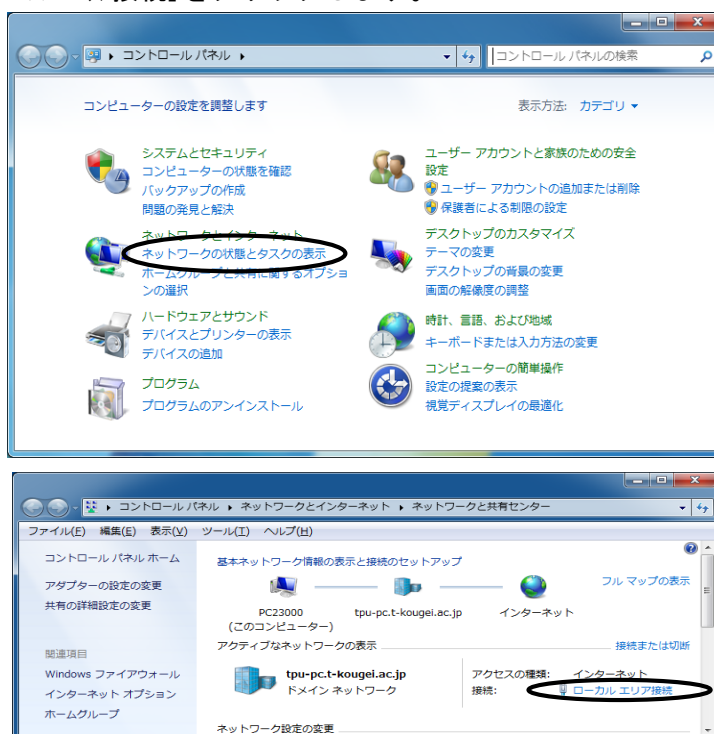 コントロール パネル
コントロール パネルの検索
コンピューターの設定を調整します
表示方法: カテゴリ
システムとセキュリティ
コンピューターの状態を確認
バックアップの作成
問題の発見と解決
ネットワークとインターネット
ネットワークの状態とタスクの表示
ホームグループと共有に関するオプショ
ンの選択
ハードウェアとサウンド
デバイスとプリンターの表示
デバイスの追加
プログラム
プログラムのアンインストール
ユーザー アカウントと家族のための安全
設定
ユーザー アカウントの追加または削除
保護者による制限の設定
デスクトップのカスタマイズ
テーマの変更
デスクトップの背景の変更
画面の解像度の調整
時計、言語、および地域
キーボードまたは入力方法の変更
コンピューターの簡単操作
設定の提案の表示
視覚ディスプレイの最適化
コントロール パネル ネットワークとインターネット ネットワークと共有センター
ファイル(F) 編集(E) 表示(V) ツール(T) ヘルプ(H)
コントロール パネル ホーム
アダプターの設定の変更
共有の詳細設定の変更
関連項目
Windows ファイアウォール
インターネット オプション
ホームグループ
基本ネットワーク情報の表示と接続のセットアップ
フル マップの表示
PC23000 tpu-pc.t-kougei.ac.jp インターネット
(このコンピューター)
アクティブなネットワークの表示 接続または切断
tpu-pc.t-kougei.ac.jp アクセスの種類: インターネット
ドメイン ネットワーク 接続: ローカル エリア接続
ネットワーク設定の変更